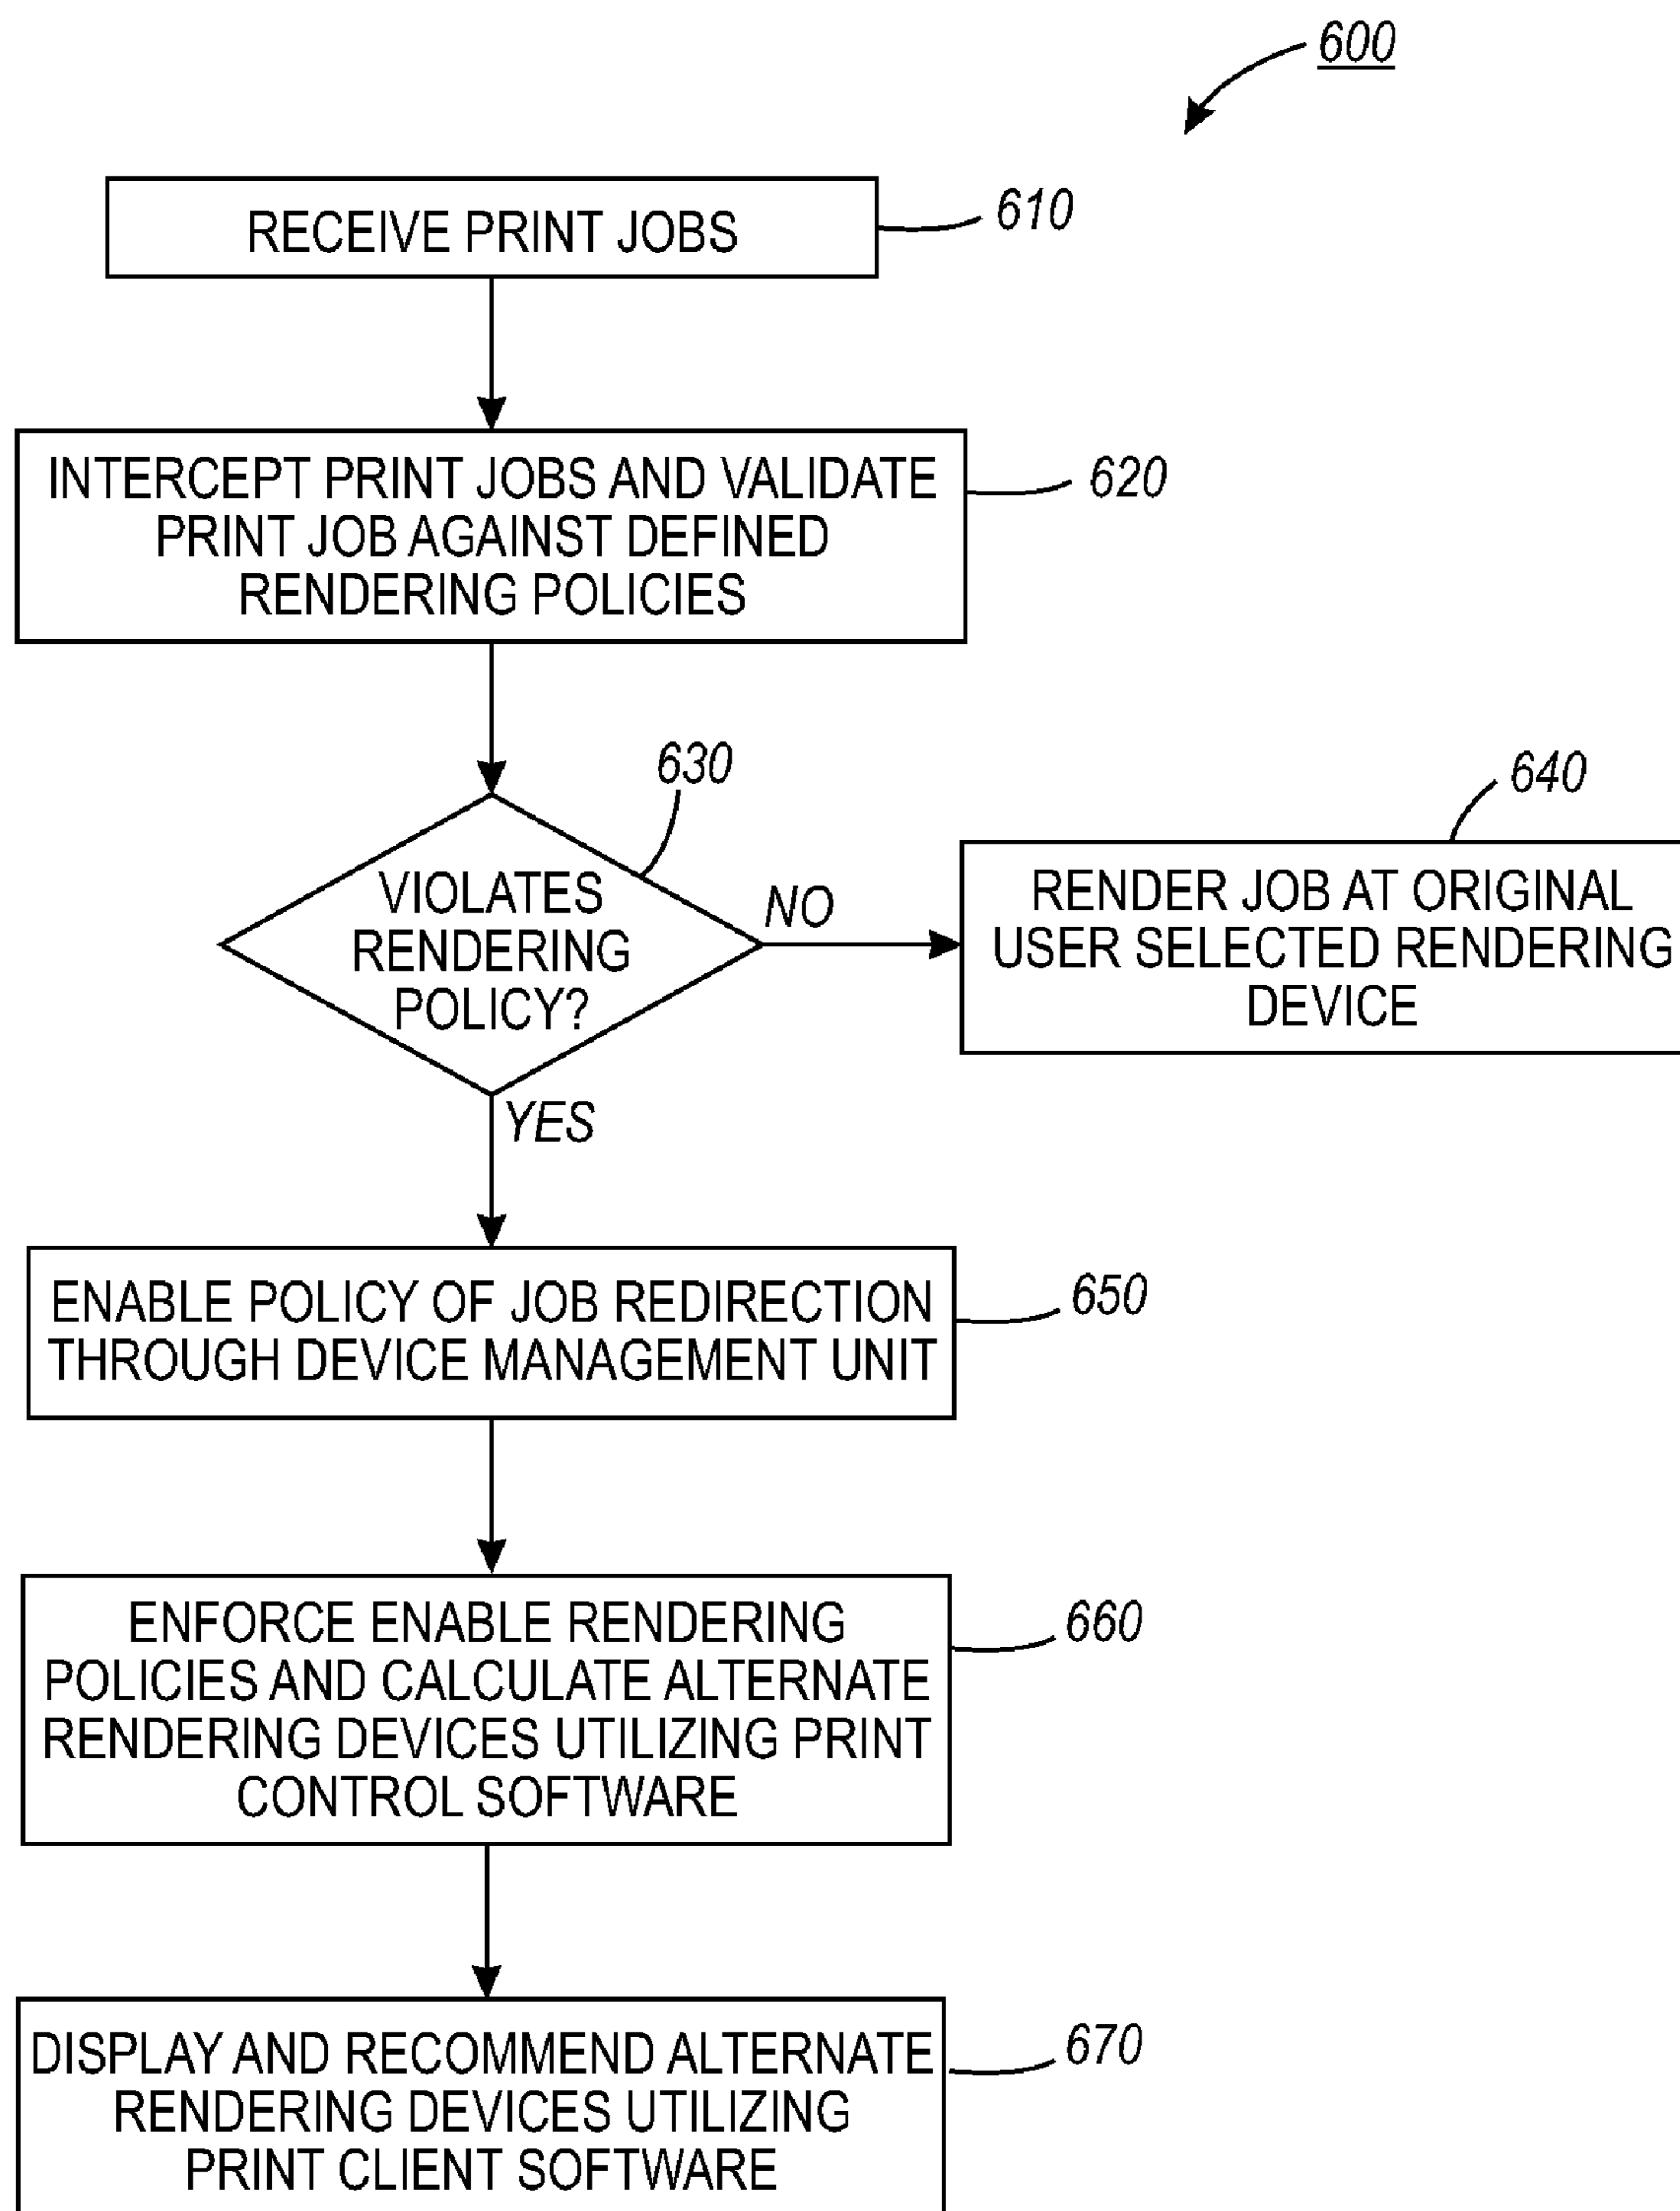 600
RECEIVE PRINT JOBS
610
INTERCEPT PRINT JOBS AND VALIDATE
PRINT JOB AGAINST DEFINED
RENDERING POLICIES
620
630
VIOLATES
RENDERING
POLICY?
NO
640
RENDER JOB AT ORIGINAL
USER SELECTED RENDERING
DEVICE
YES
ENABLE POLICY OF JOB REDIRECTION
THROUGH DEVICE MANAGEMENT UNIT
650
ENFORCE ENABLE RENDERING
POLICIES AND CALCULATE ALTERNATE
RENDERING DEVICES UTILIZING PRINT
CONTROL SOFTWARE
660
DISPLAY AND RECOMMEND ALTERNATE
RENDERING DEVICES UTILIZING
PRINT CLIENT SOFTWARE
670